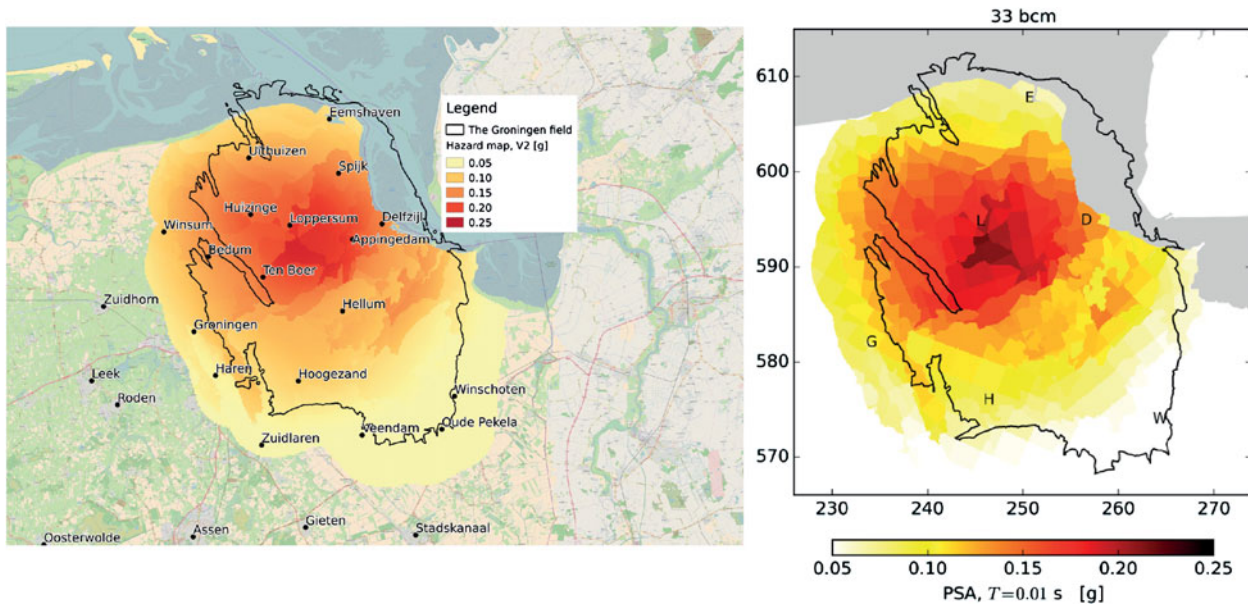 Eemshaven
Uithuizen
Spijk
Huizinge
Loppersum
Delfzijl
Winsum
Appingedam
Bedum
Ten Boer
Zuidhorn
Hellum
Groningen
Haren
Leek
Hoogezand
Roden
Winschoten
Veendam
Oude Pekela
Zuidlaren
Gieten
Assen
Stadskanaal
Oosterwolde
Legend
The Groningen field
Hazard map, V2 [g]
0.05
0.10
0.15
0.20
0.25
33 bcm
610
600
590
580
570
E
L
D
G
H
W
230 240 250 260 270
0.05 0.10 0.15 0.20 0.25
PSA, T=0.01 s [g]